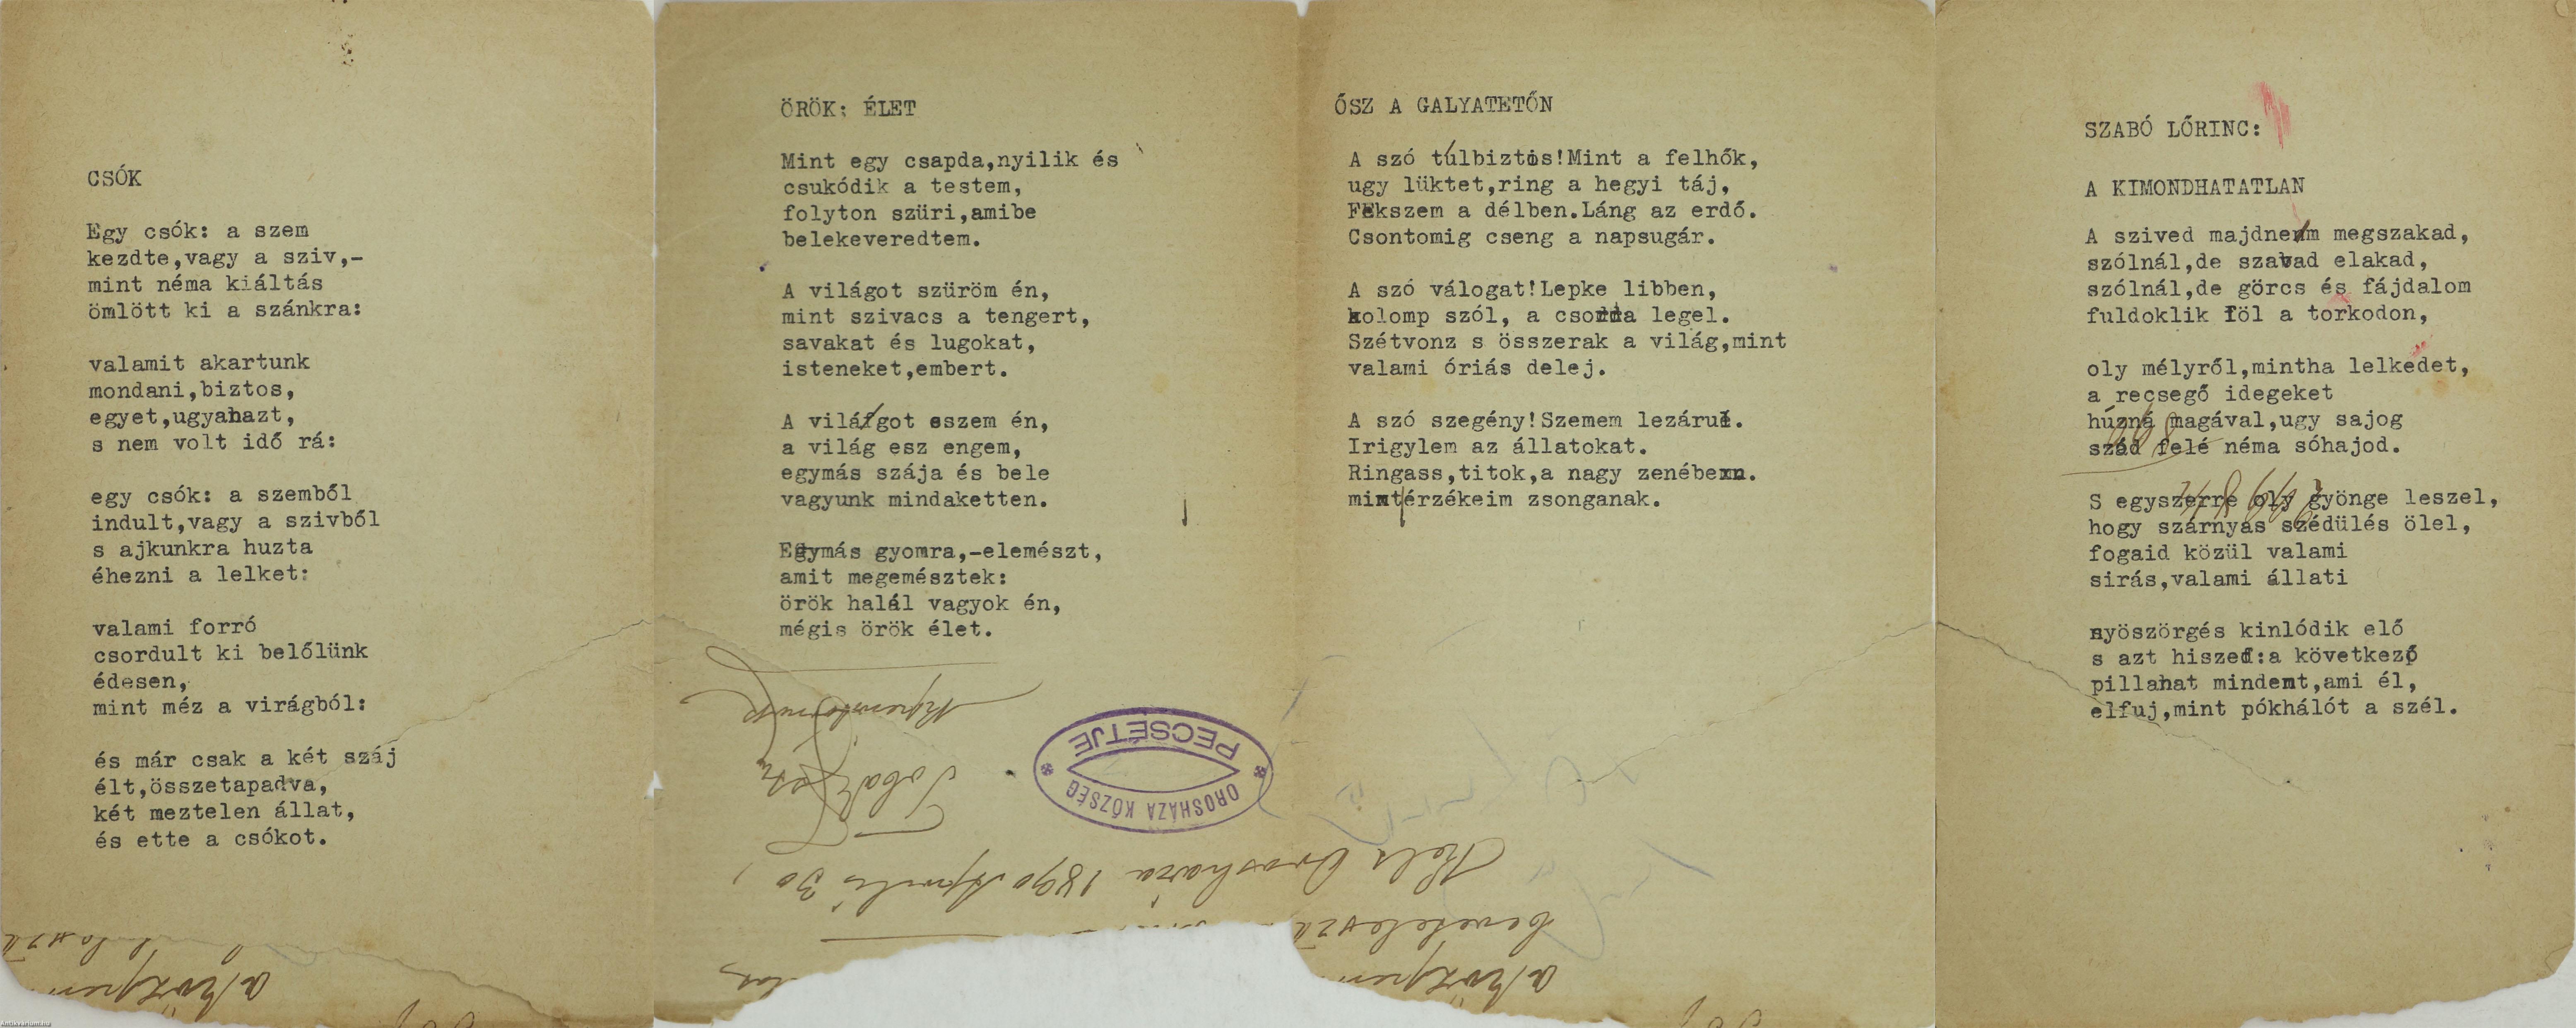 CSÓK
Egy csók: a szem
kezdte,vagy a sziv,-
mint néma kiáltás
ömlött ki a szánkra:
valamit akartunk
mondani,biztos,
egyet,ugyanazt,
s nem volt idő rá:
egy csók: a szemből
indult,vagy a szivből
s ajkunkra huzta
éhezni a lelket:
valami forró
csordult ki belőlünk
édesen,
mint méz a virágból:
és már csak a két száj
élt,összetapadva,
két meztelen állat,
és ette a csókot.
ÖRÖK: ÉLET
Mint egy csapda,nyilik és
csukódik a testem,
folyton szüri,amibe
belekeveredtem.
A világot szüröm én,
mint szivacs a tengert,
savakat és lugokat,
isteneket,embert.
A világot eszem én,
a világ esz engem,
egymás szája és bele
vagyunk mindaketten.
Egymás gyomra,-elemészt,
amit megemésztek:
örök halál vagyok én,
mégis örök élet.
OROSHÁZA KÖZSÉG
PECSÉTJE
Kelt Orosháza 1890 Aprilis 30
ŐSZ A GALYATETŐN
A szó túlbiztos!Mint a felhők,
ugy lüktet,ring a hegyi táj,
Fekszem a délben.Láng az erdő.
Csontomig cseng a napsugár.
A szó válogat!Lepke libben,
kolomp szól, a csorda legel.
Szétvonz s összerak a világ,mint
valami óriás delej.
A szó szegény!Szemem lezárul.
Irigylem az állatokat.
Ringass,titok,a nagy zenében.
mint érzékeim zsonganak.
SZABÓ LŐRINC:
A KIMONDHATATLAN
A szived majdnem megszakad,
szólnál,de szavad elakad,
szólnál,de görcs és fájdalom
fuldoklik föl a torkodon,
oly mélyről,mintha lelkedet,
a recsegő idegeket
húzná magával,ugy sajog
szád felé néma sóhajod.
S egyszerre oly gyönge leszel,
hogy szárnyas szédülés ölel,
fogaid közül valami
sirás,valami állati
nyöszörgés kinlódik elő
s azt hiszed:a következő
pillanat mindent,ami él,
elfuj,mint pókhálót a szél.